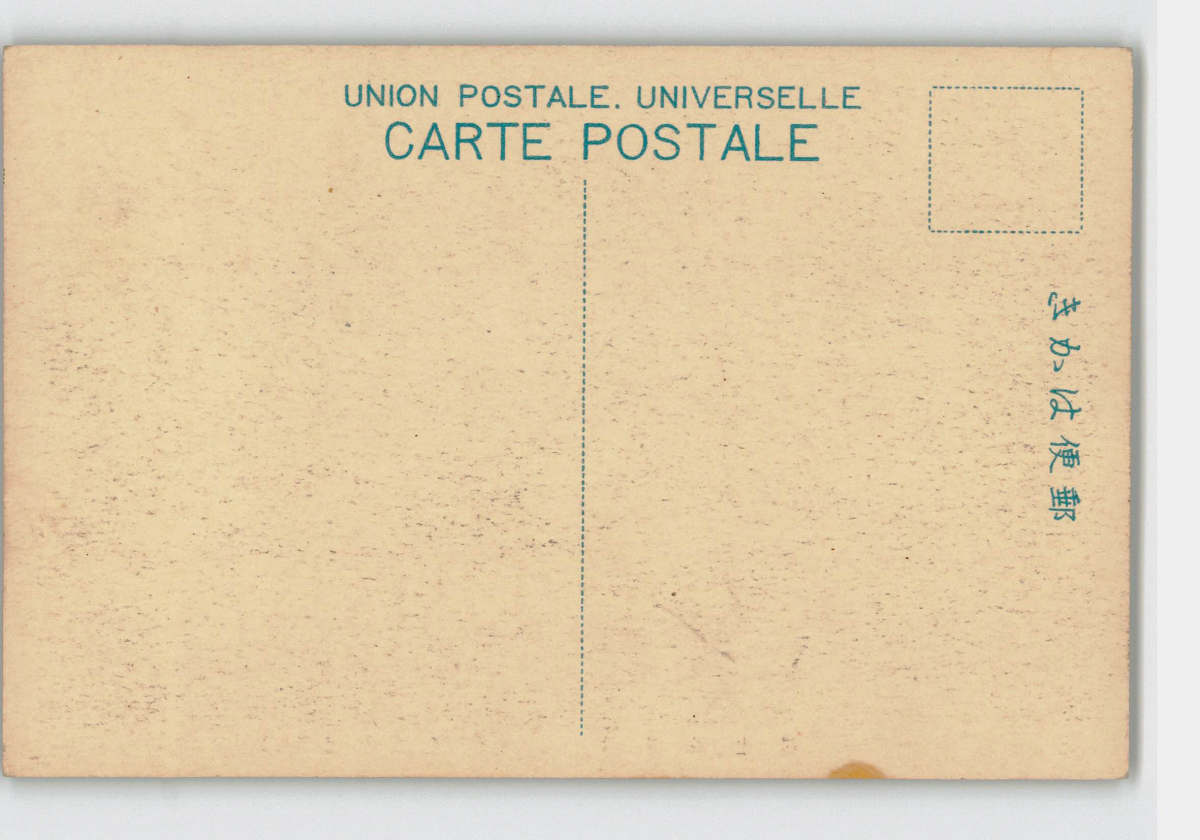 UNION POSTALE. UNIVERSELLE
CARTE POSTALE
郵便はかき